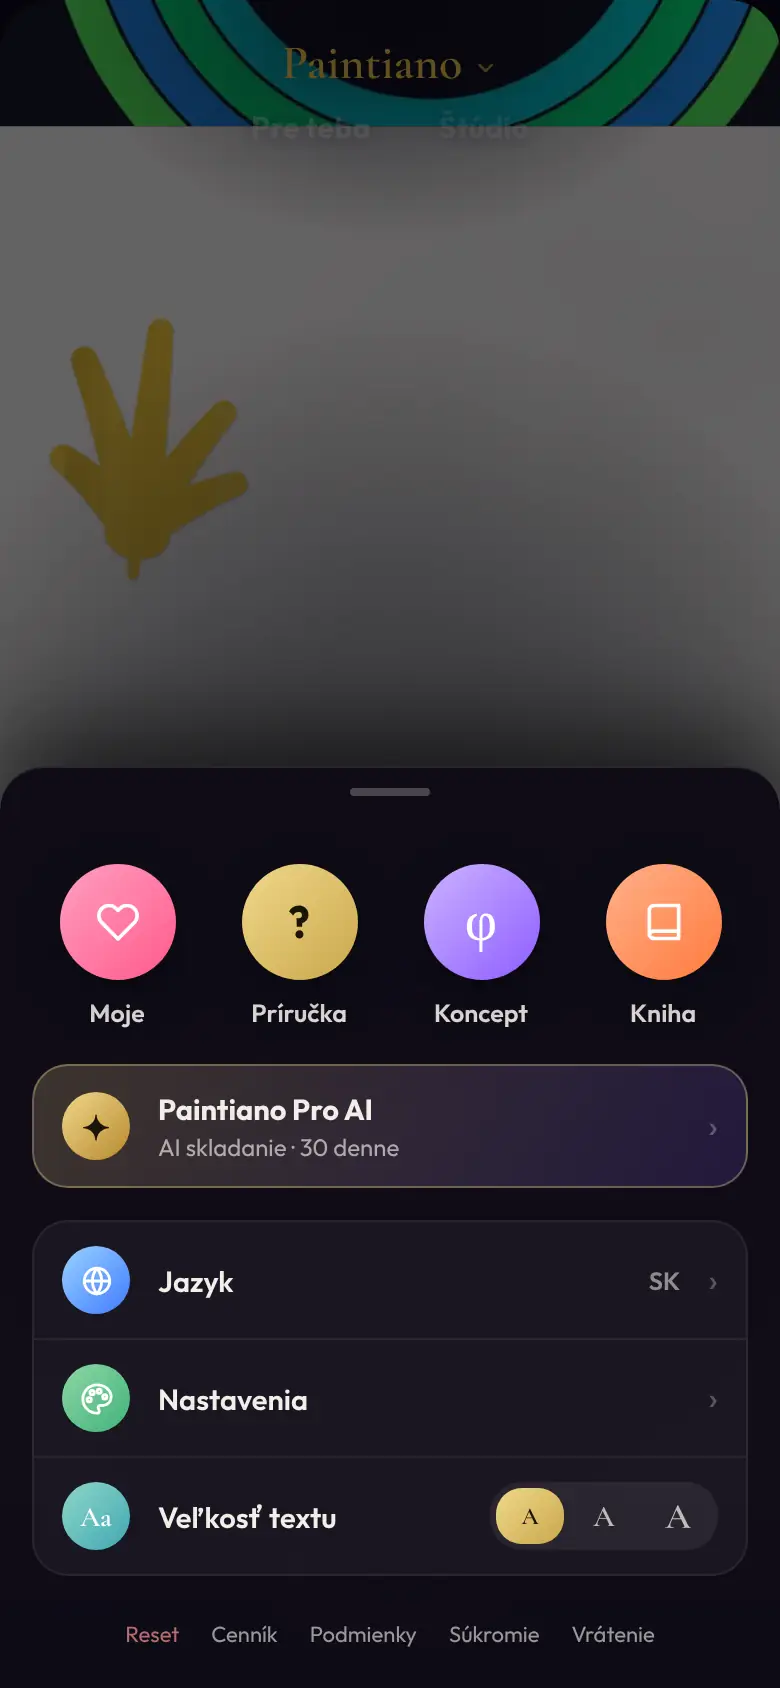 Paintiano
Pre teba Štúdio
?
φ
Moje Príručka Koncept Kniha
Paintiano Pro AI
AI skladanie · 30 denne
Jazyk SK
Nastavenia
Aa Veľkosť textu A A A
Reset Cenník Podmienky Súkromie Vrátenie